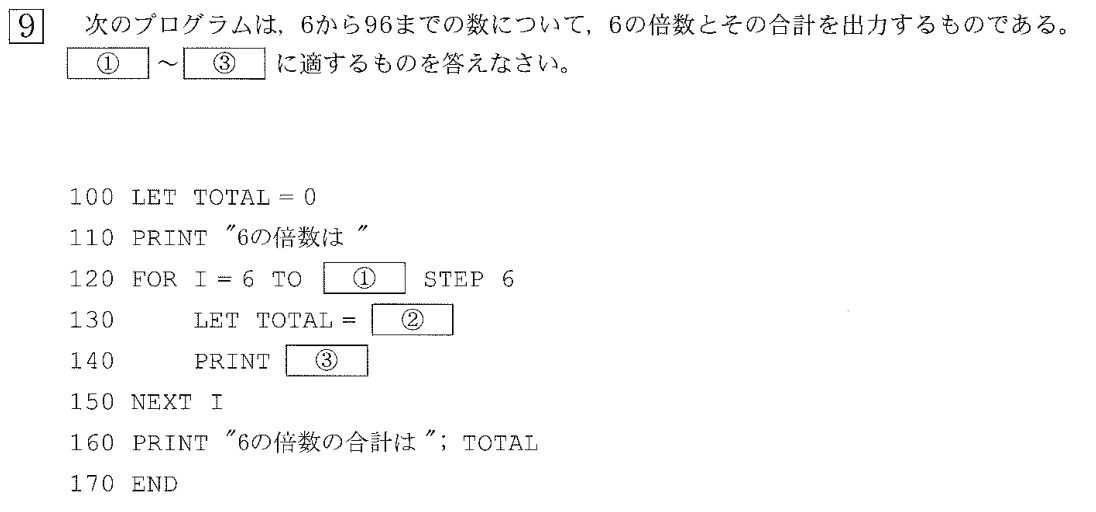 9 次のプログラムは，6から96までの数について，6の倍数とその合計を出力するものである。
① ～ ③ に適するものを答えなさい。
100 LET TOTAL = 0
110 PRINT ″6の倍数は ″
120 FOR I = 6 TO ① STEP 6
130 LET TOTAL = ②
140 PRINT ③
150 NEXT I
160 PRINT ″6の倍数の合計は ″; TOTAL
170 END